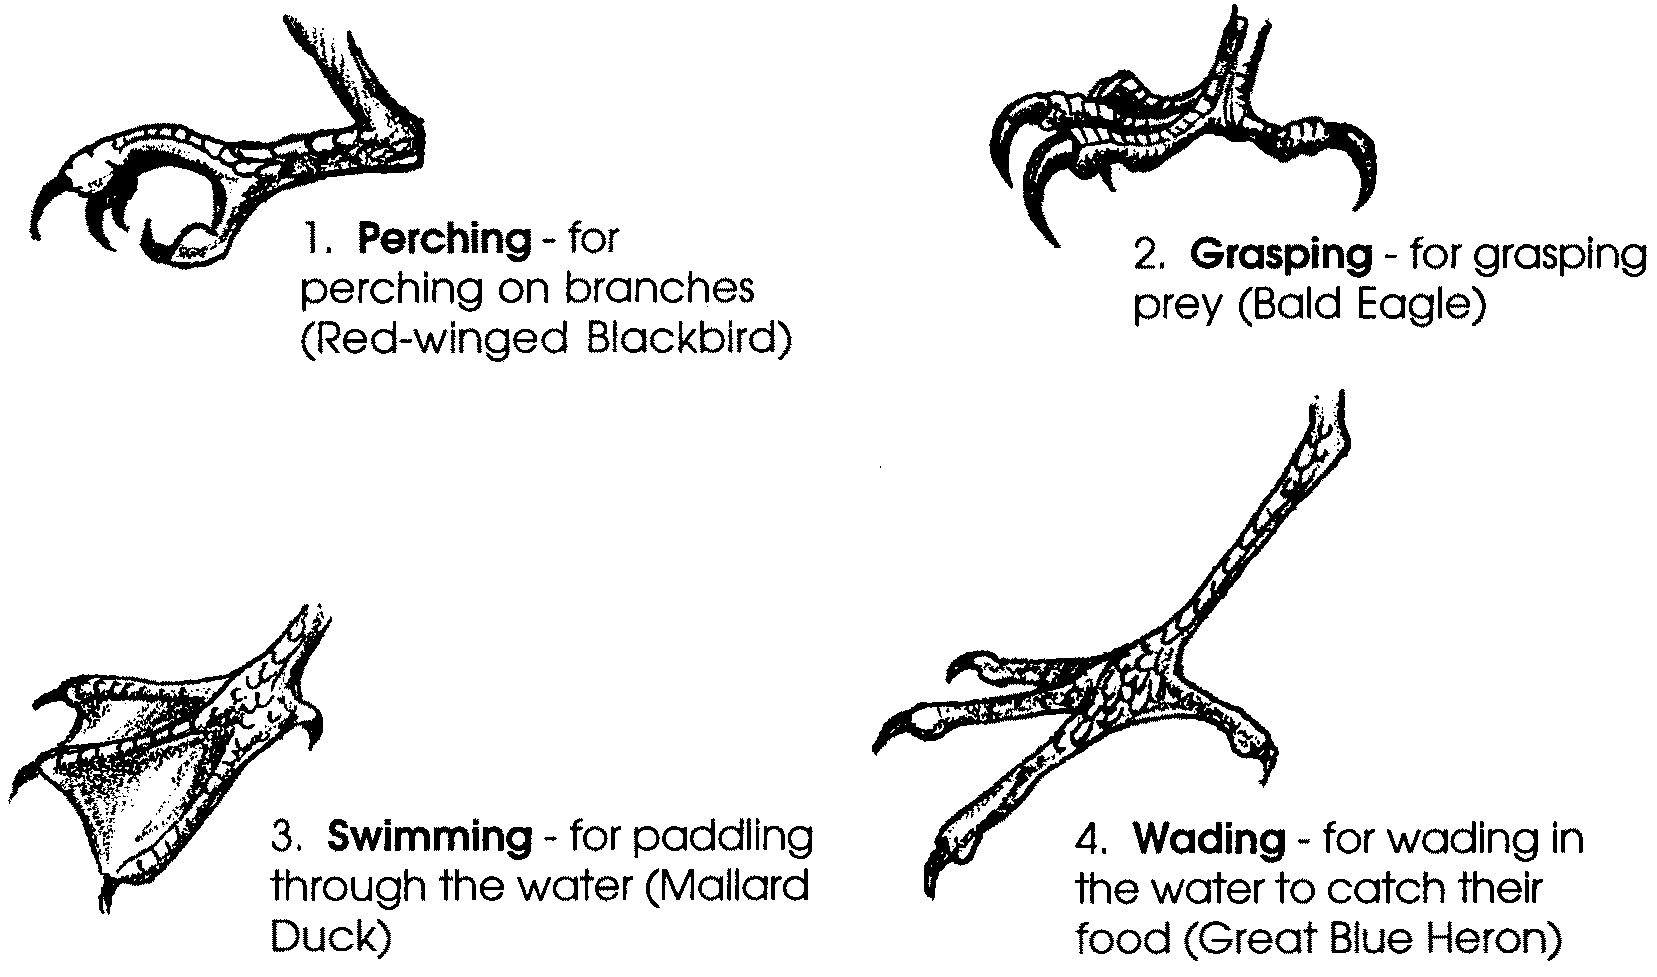 1. Perching - for
perching on branches
(Red-winged Blackbird)
2. Grasping - for grasping
prey (Bald Eagle)
3. Swimming - for paddling
through the water (Mallard
Duck)
4. Wading - for wading in
the water to catch their
food (Great Blue Heron)